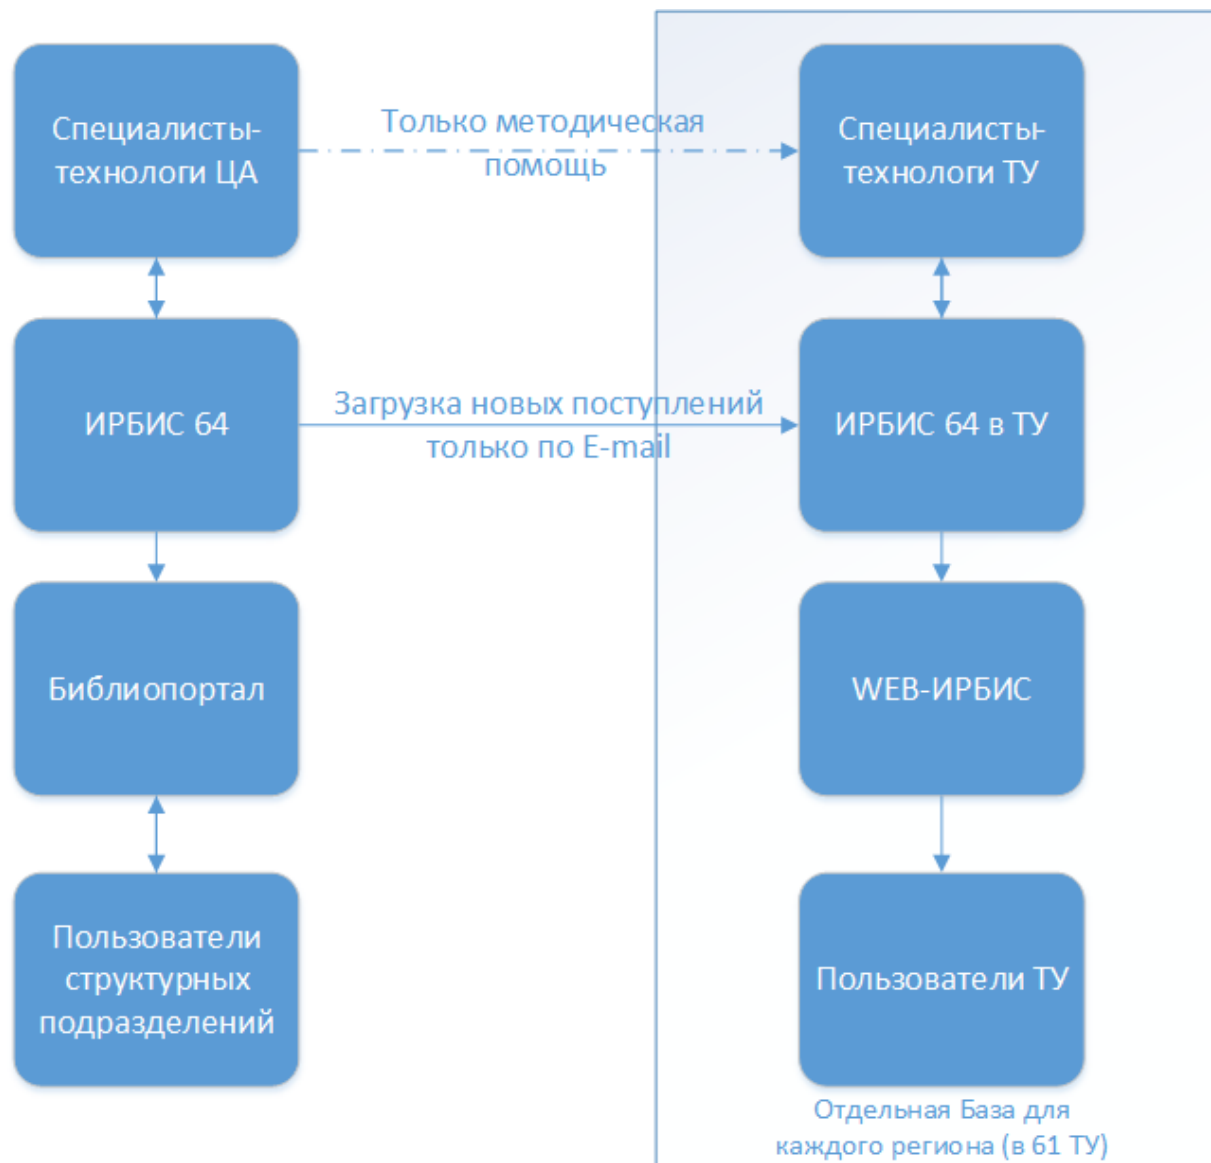 Специалисты-
технологи ЦА
Только методическая
помощь
Специалисты-
технологи ТУ
ИРБИС 64
Загрузка новых поступлений
только по E-mail
ИРБИС 64 в ТУ
Библиопортал
WEB-ИРБИС
Пользователи
структурных
подразделений
Пользователи ТУ
Отдельная База для
каждого региона (в 61 ТУ)